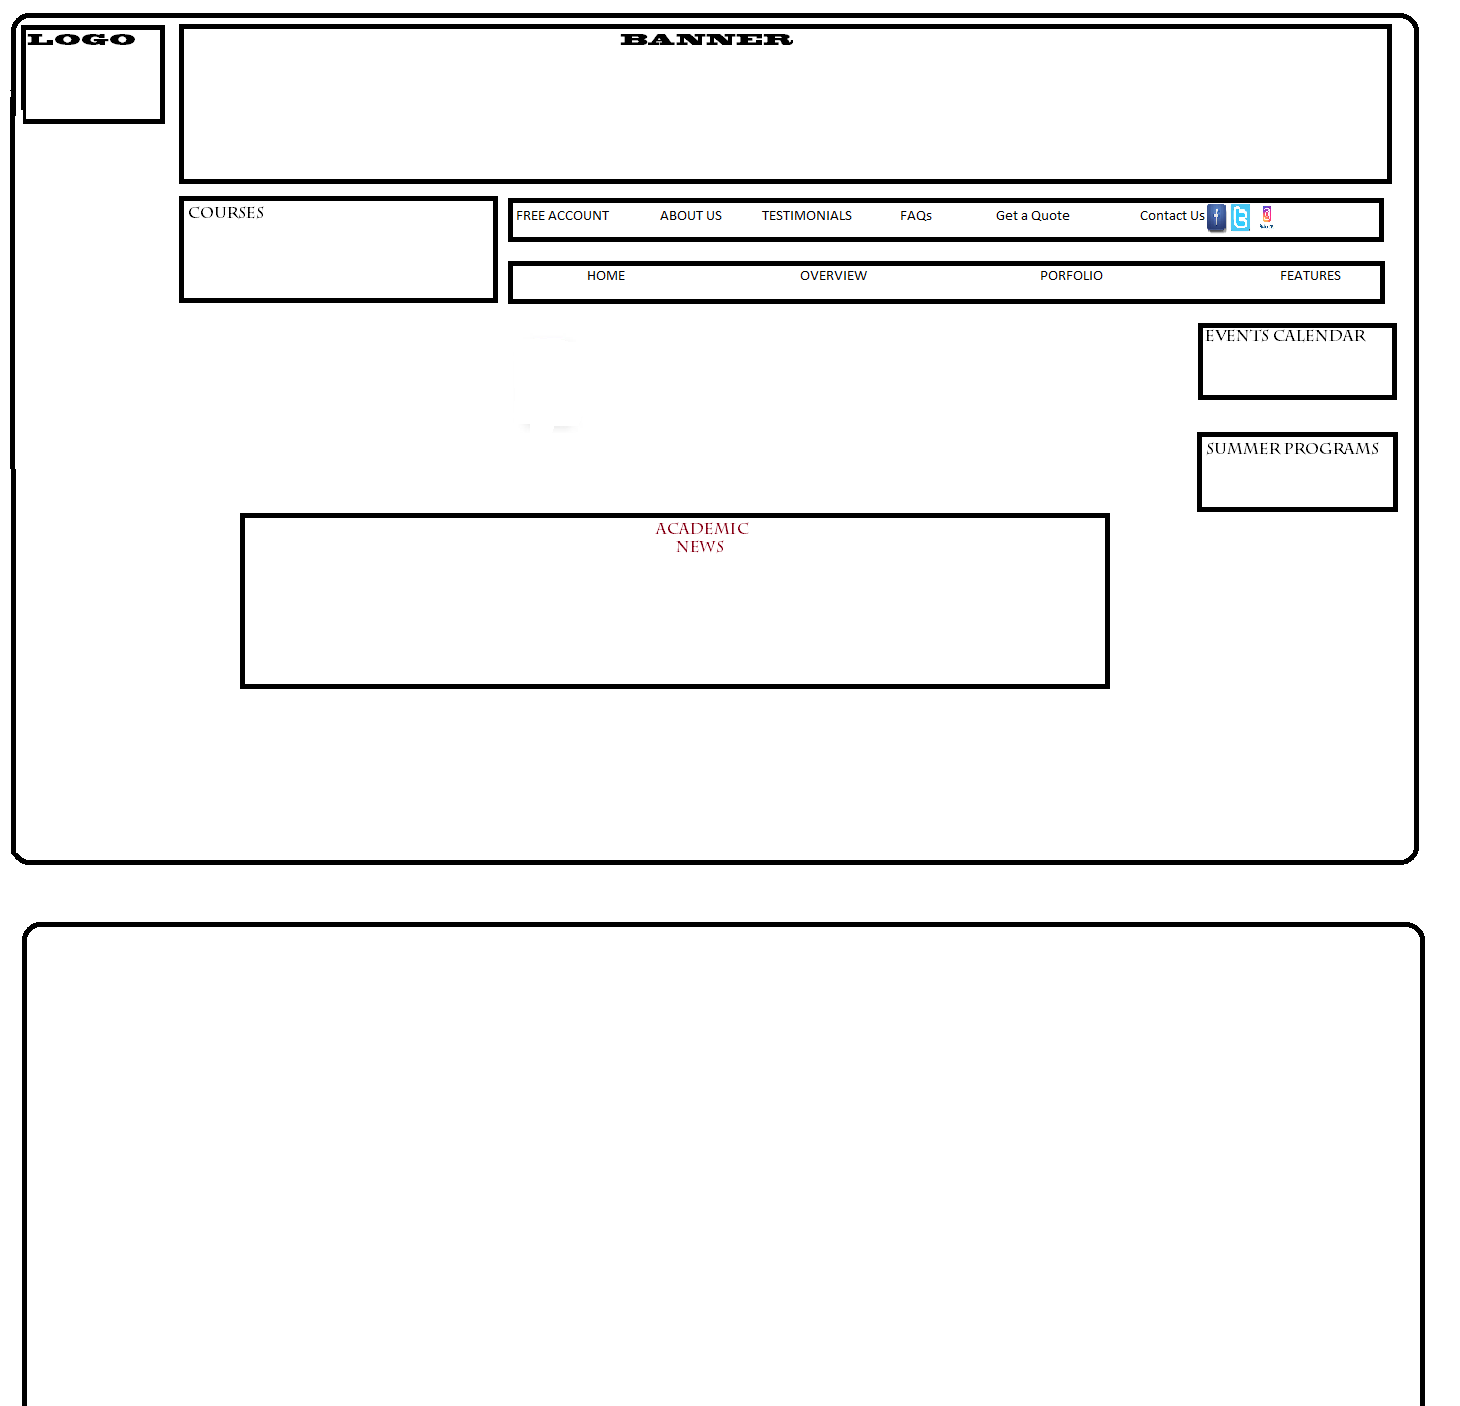 LOGO
BANNER
COURSES
FREE ACCOUNT ABOUT US TESTIMONIALS FAQs Get a Quote Contact Us
HOME OVERVIEW PORFOLIO FEATURES
EVENTS CALENDAR
SUMMER PROGRAMS
ACADEMIC
NEWS